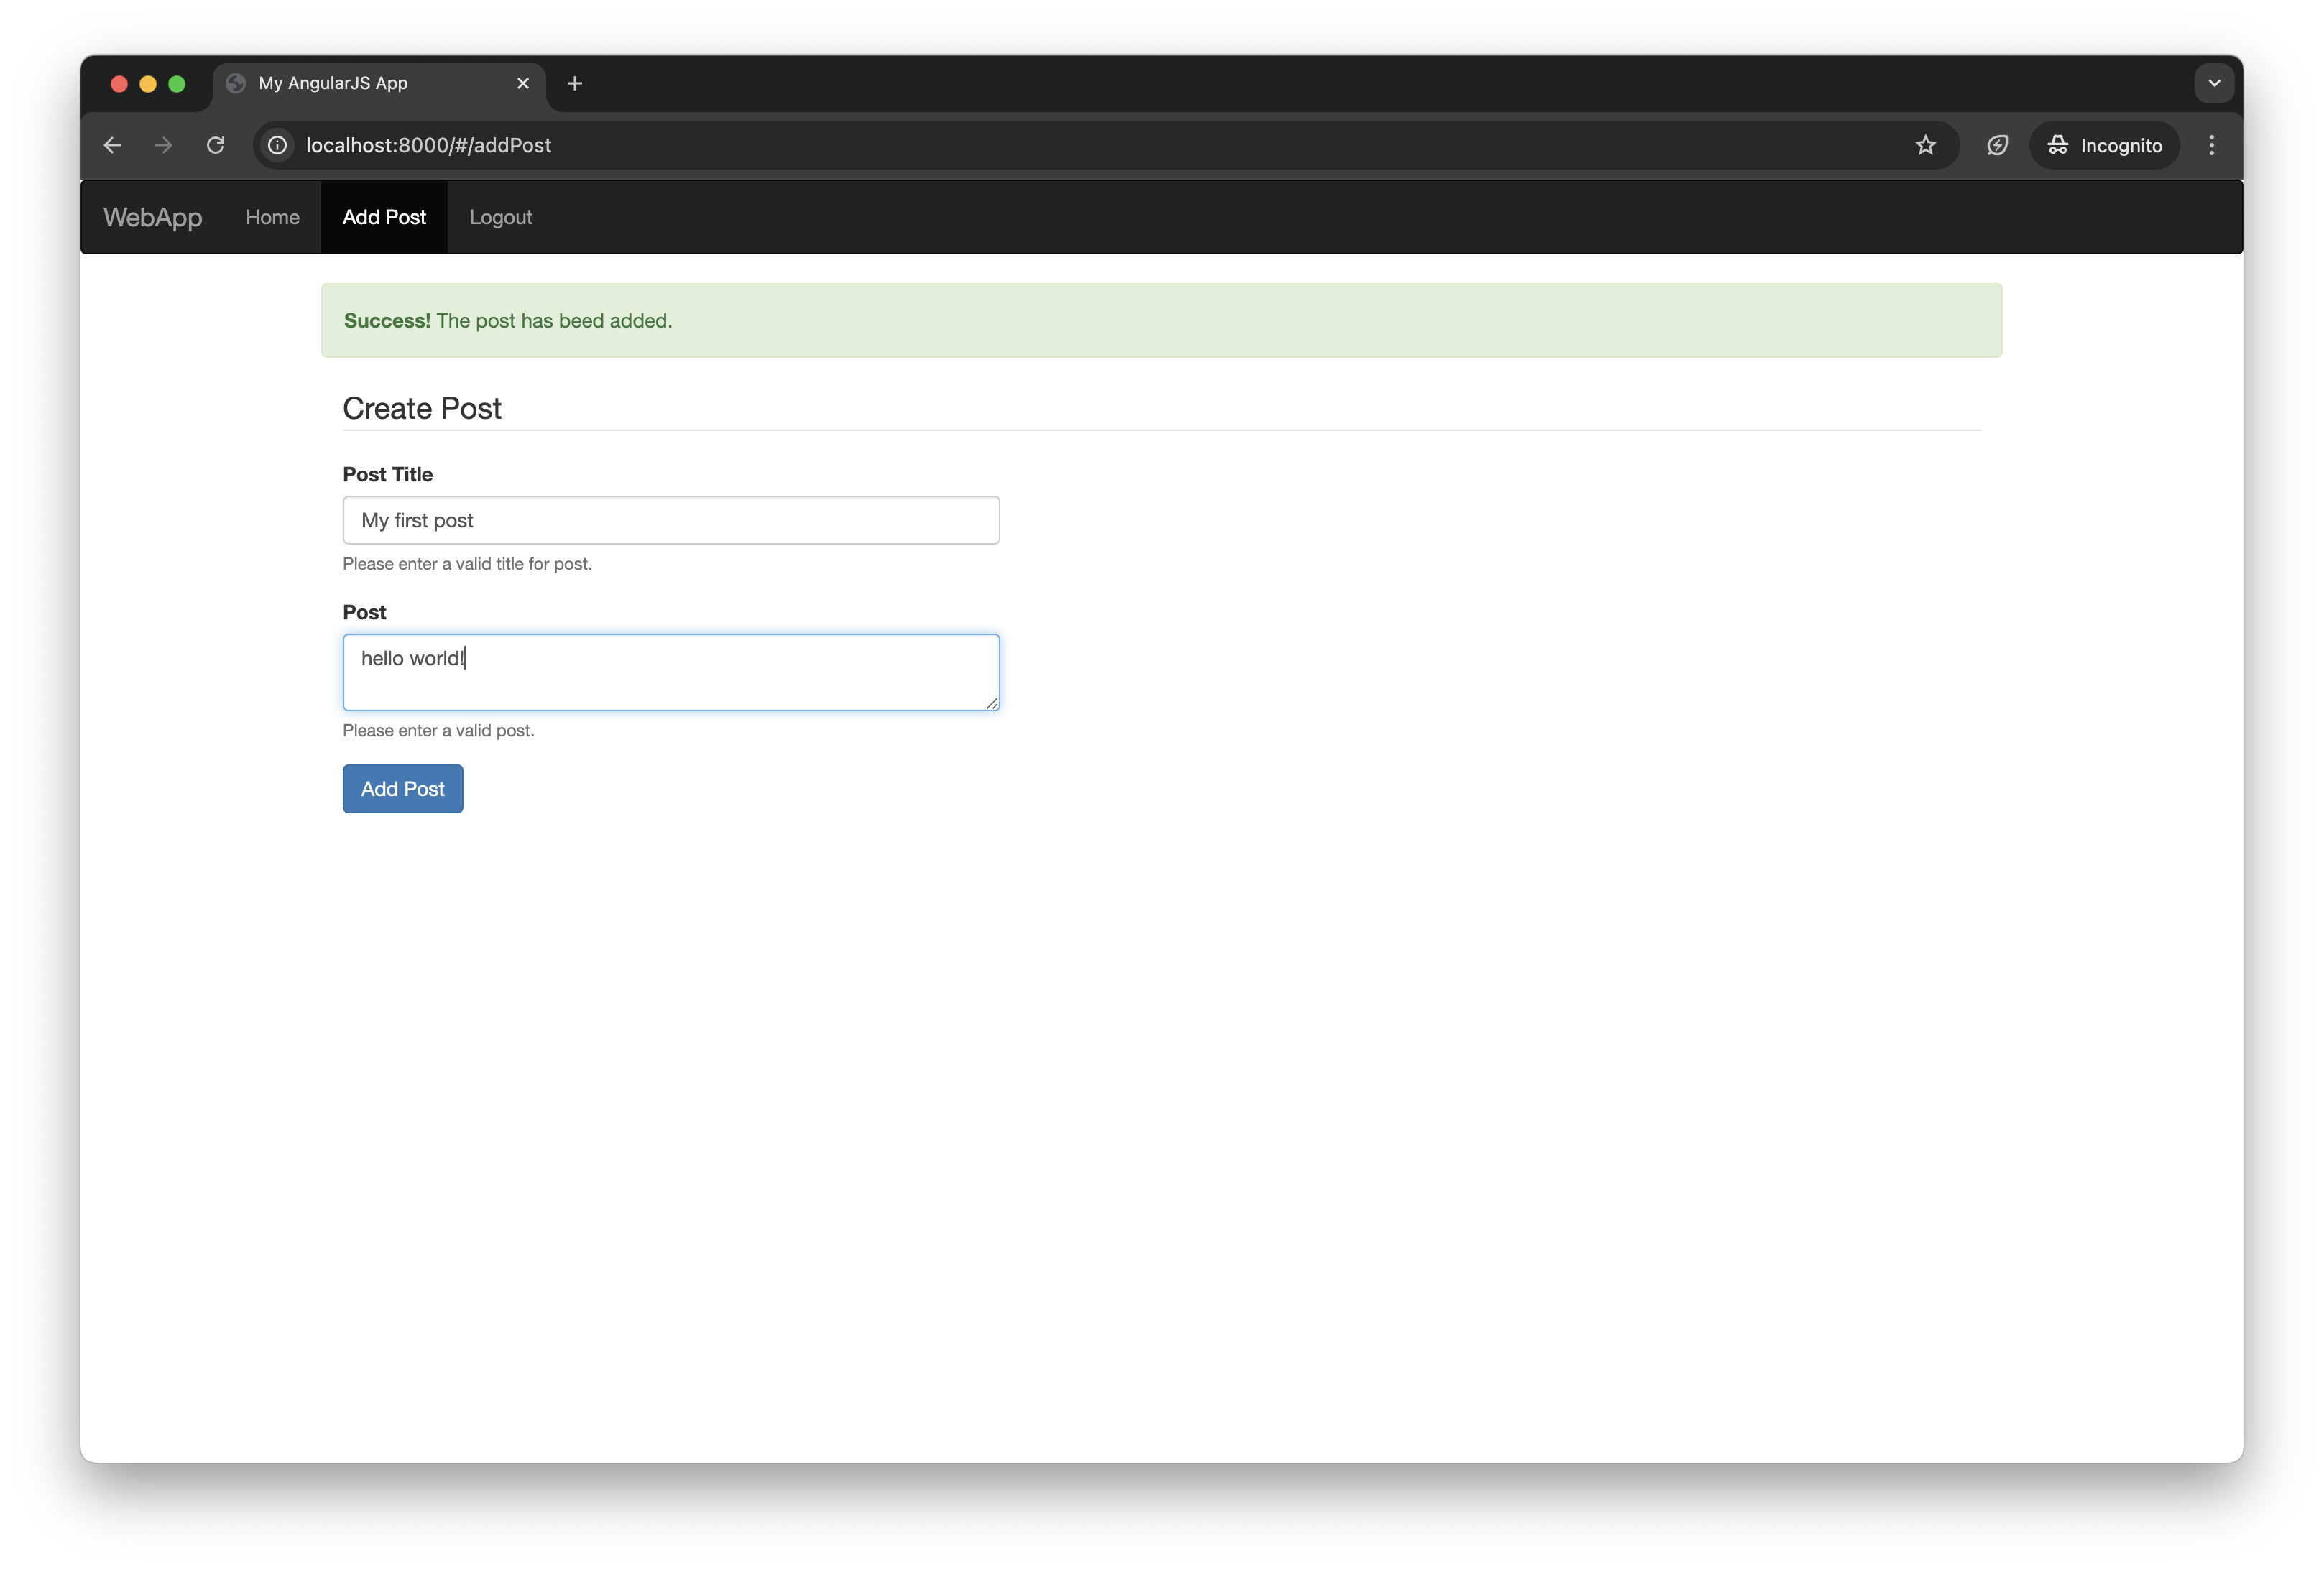 My AngularJS App
localhost:8000/#/addPost
Incognito
WebApp Home Add Post Logout
Success! The post has beed added.
Create Post
Post Title
My first post
Please enter a valid title for post.
Post
hello world!
Please enter a valid post.
Add Post